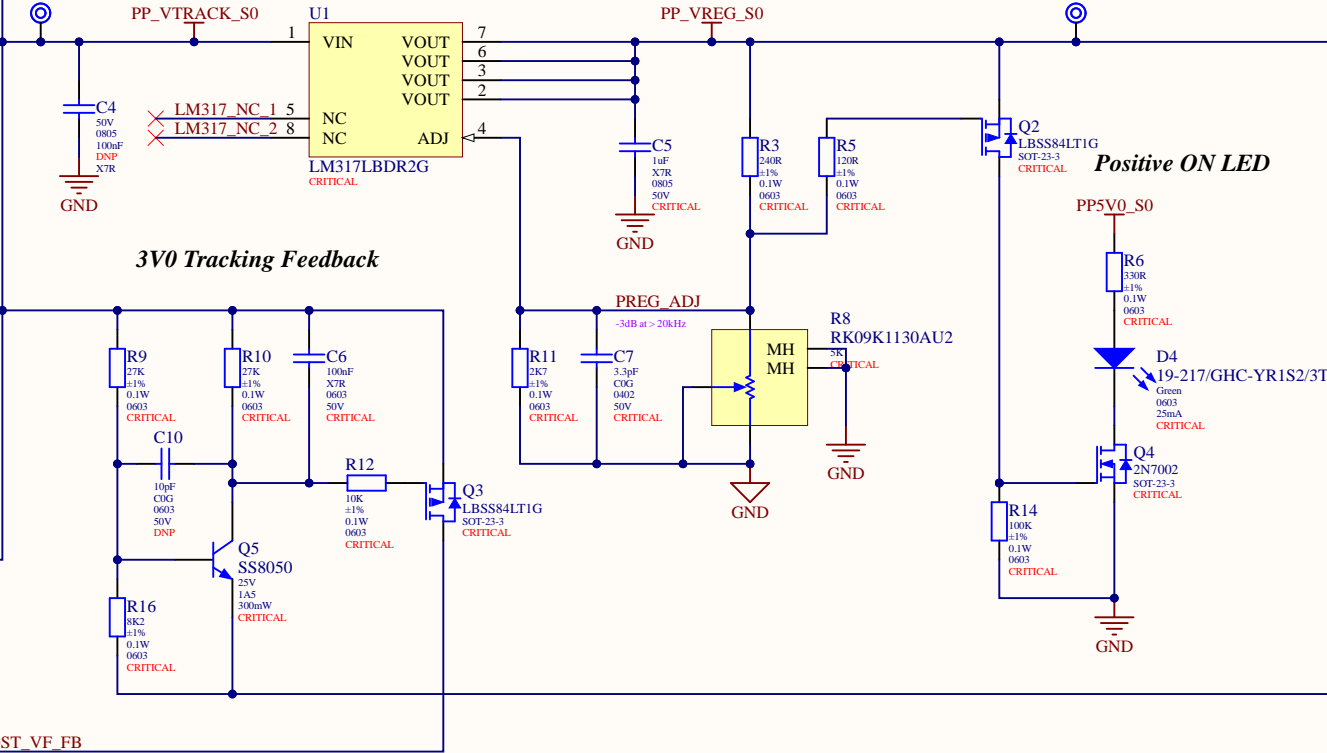 PP_VTRACK_S0
U1
PP_VREG_S0
1
VIN
VOUT
7
VOUT
6
VOUT
3
VOUT
2
LM317_NC_1
5
NC
LM317_NC_2
8
NC
ADJ
4
LM317LBDR2G
CRITICAL
C4
50V
0805
100nF
DNP
X7R
GND
C5
1uF
X7R
0805
50V
CRITICAL
GND
R3
240R
±1%
0.1W
0603
CRITICAL
R5
120R
±1%
0.1W
0603
CRITICAL
Q2
LBSS84LT1G
SOT-23-3
CRITICAL
Positive ON LED
PP5V0_S0
R6
330R
±1%
0.1W
0603
CRITICAL
D4
19-217/GHC-YR1S2/3T
Green
0603
25mA
CRITICAL
Q4
2N7002
SOT-23-3
CRITICAL
R14
100K
±1%
0.1W
0603
CRITICAL
GND
3V0 Tracking Feedback
PREG_ADJ
-3dB at > 20kHz
R8
RK09K1130AU2
5K
CRITICAL
MH
MH
GND
GND
R9
27K
±1%
0.1W
0603
CRITICAL
R10
27K
±1%
0.1W
0603
CRITICAL
C6
100nF
X7R
0603
50V
CRITICAL
R11
2K7
±1%
0.1W
0603
CRITICAL
C7
3.3pF
C0G
0402
50V
CRITICAL
C10
10pF
C0G
0603
50V
DNP
R12
10K
±1%
0.1W
0603
CRITICAL
Q3
LBSS84LT1G
SOT-23-3
CRITICAL
Q5
SS8050
25V
1A5
300mW
CRITICAL
R16
8K2
±1%
0.1W
0603
CRITICAL
ST_VF_FB